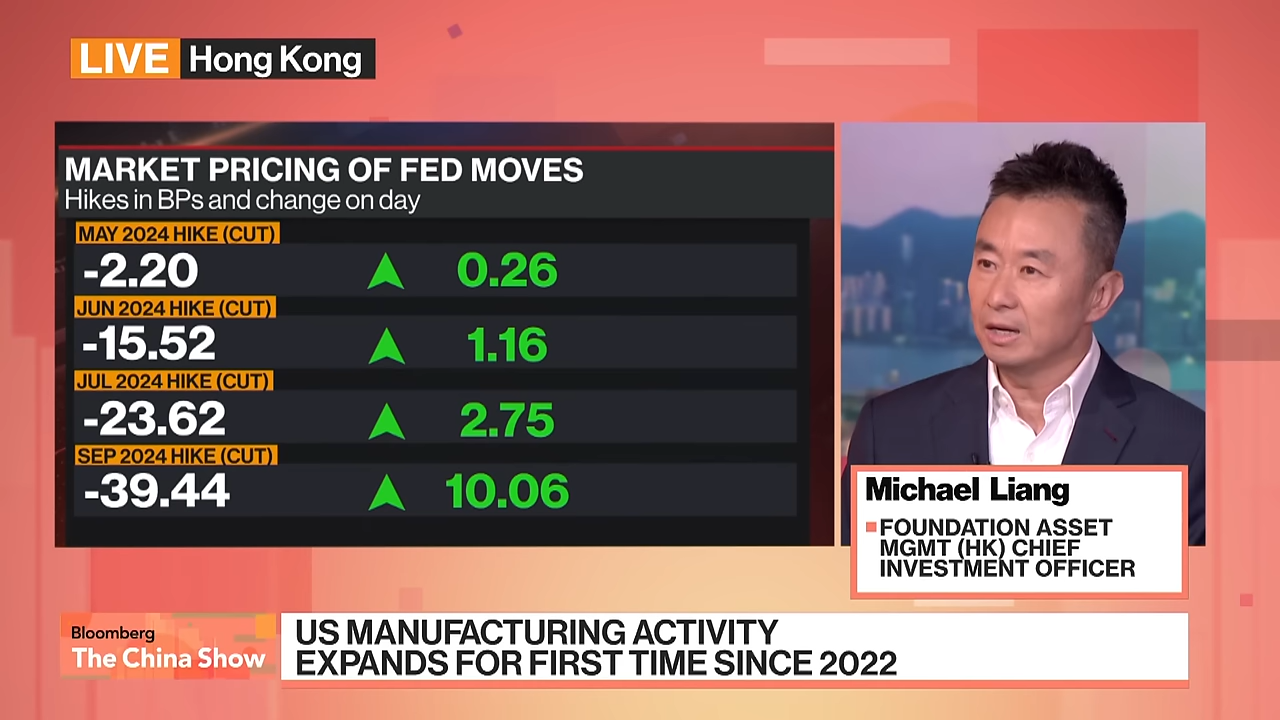 LIVE Hong Kong
MARKET PRICING OF FED MOVES
Hikes in BPs and change on day
MAY 2024 HIKE (CUT)
-2.20 ▲ 0.26
JUN 2024 HIKE (CUT)
-15.52 ▲ 1.16
JUL 2024 HIKE (CUT)
-23.62 ▲ 2.75
SEP 2024 HIKE (CUT)
-39.44 ▲ 10.06
Michael Liang
FOUNDATION ASSET
MGMT (HK) CHIEF
INVESTMENT OFFICER
Bloomberg
The China Show
US MANUFACTURING ACTIVITY
EXPANDS FOR FIRST TIME SINCE 2022